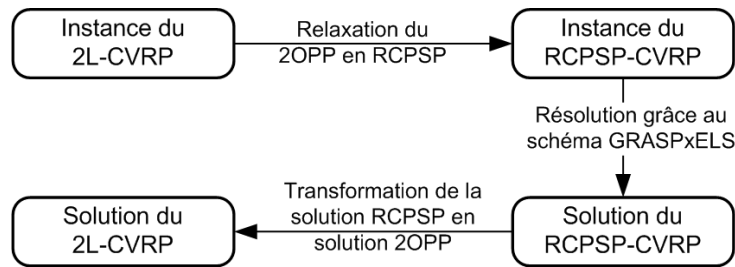 Instance du
2L-CVRP
Relaxation du
2OPP en RCPSP
Instance du
RCPSP-CVRP
Résolution grâce au
schéma GRASPxELS
Solution du
RCPSP-CVRP
Transformation de la
solution RCPSP en
solution 2OPP
Solution du
2L-CVRP